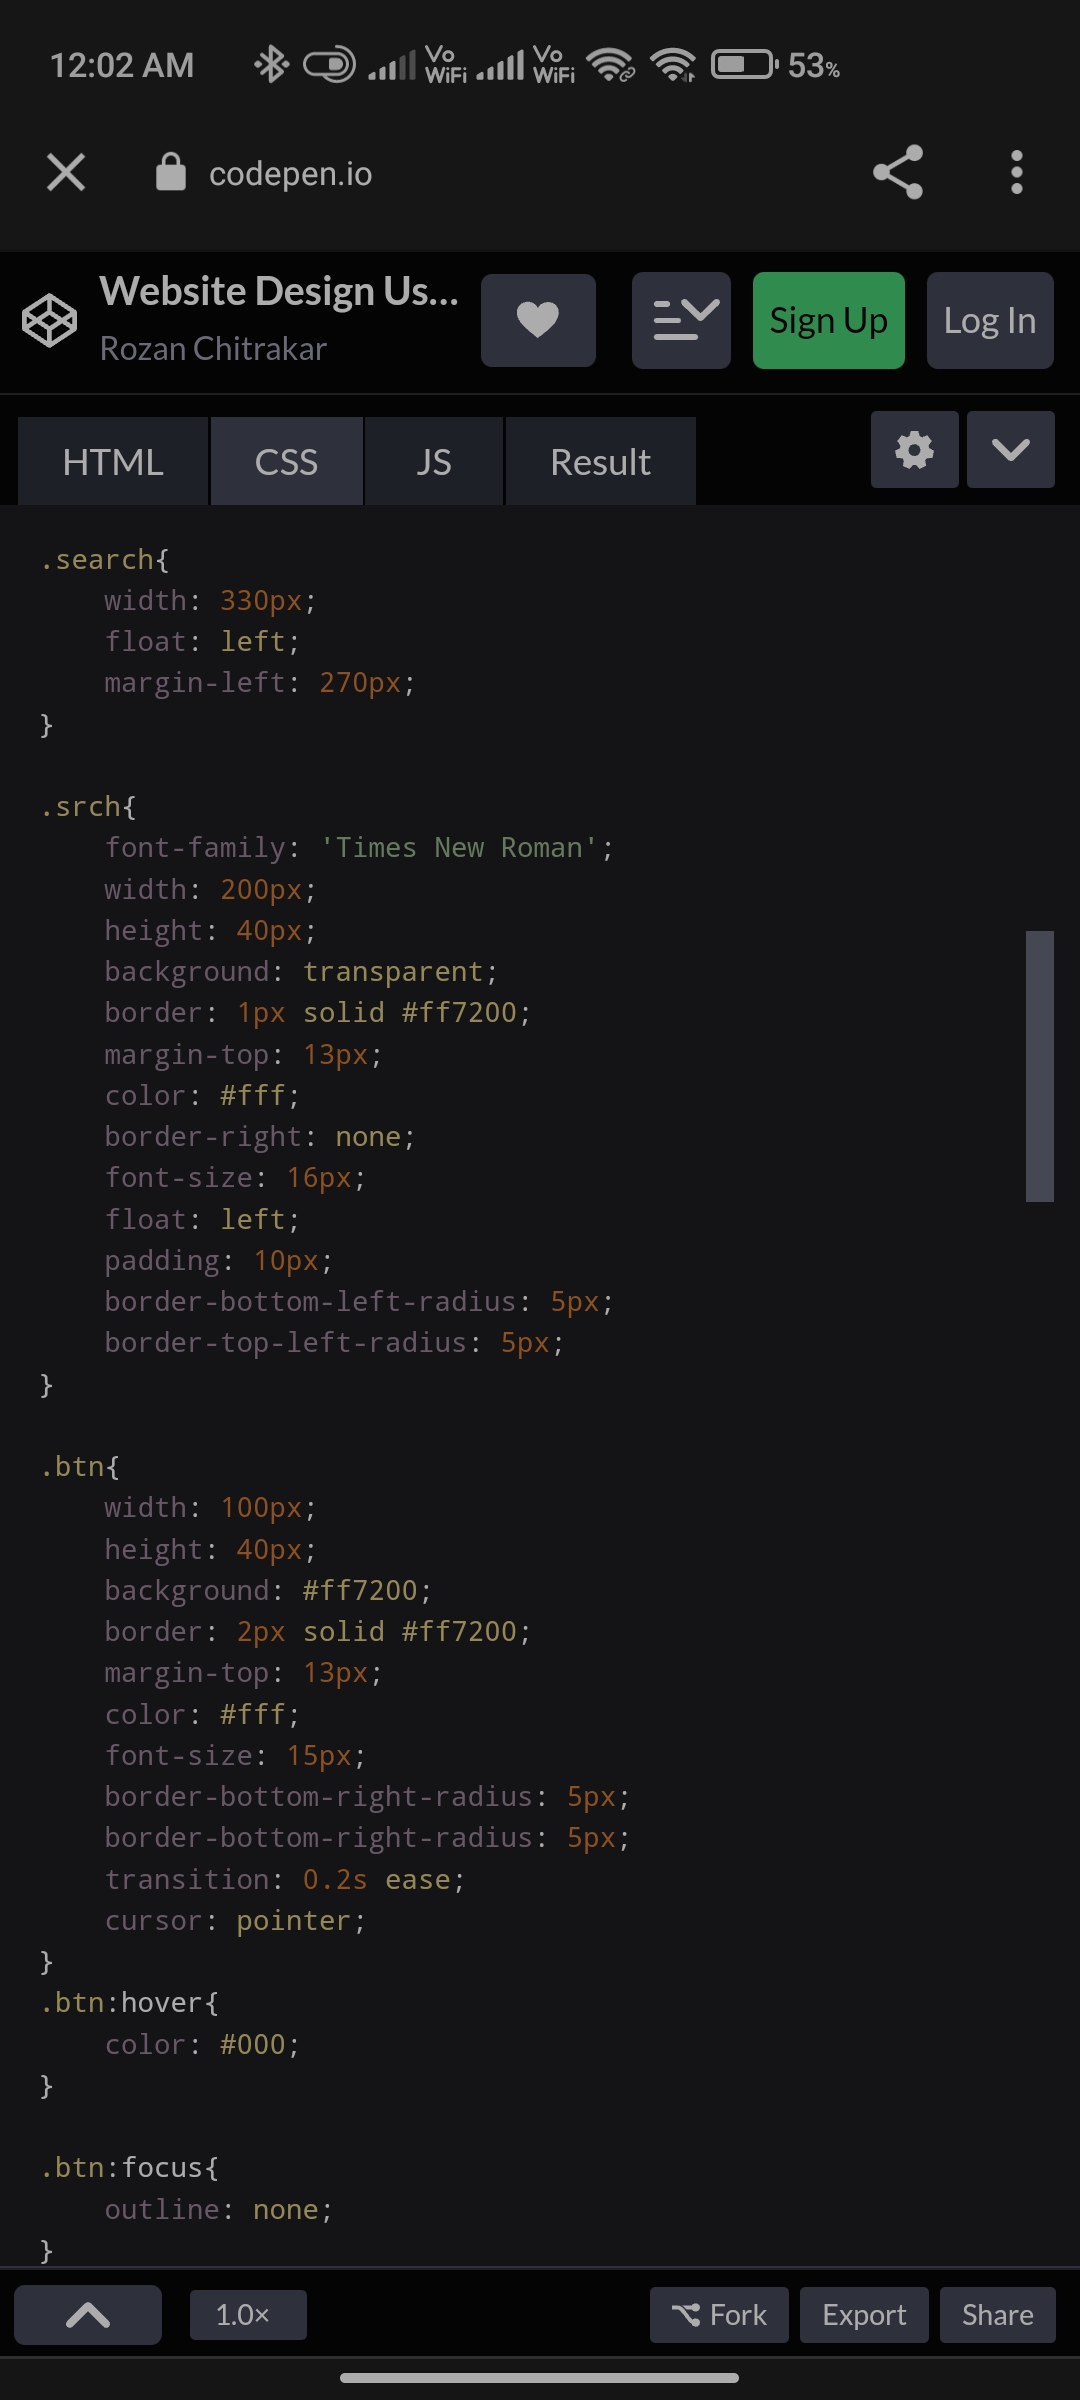 12:02 AM Vo WiFi Vo WiFi 53%
codepen.io
Website Design Us...
Rozan Chitrakar
Sign Up
Log In
HTML CSS JS Result
.search{
    width: 330px;
    float: left;
    margin-left: 270px;
}
.srch{
    font-family: 'Times New Roman';
    width: 200px;
    height: 40px;
    background: transparent;
    border: 1px solid #ff7200;
    margin-top: 13px;
    color: #fff;
    border-right: none;
    font-size: 16px;
    float: left;
    padding: 10px;
    border-bottom-left-radius: 5px;
    border-top-left-radius: 5px;
}
.btn{
    width: 100px;
    height: 40px;
    background: #ff7200;
    border: 2px solid #ff7200;
    margin-top: 13px;
    color: #fff;
    font-size: 15px;
    border-bottom-right-radius: 5px;
    border-bottom-right-radius: 5px;
    transition: 0.2s ease;
    cursor: pointer;
}
.btn:hover{
    color: #000;
}
.btn:focus{
    outline: none;
}
1.0× Fork Export Share